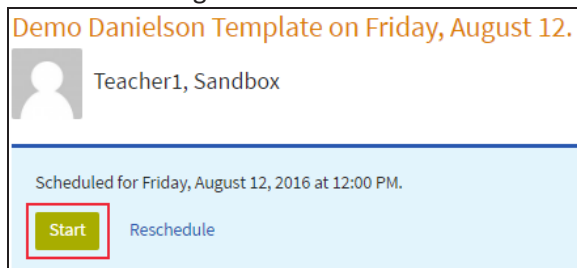 Demo Danielson Template on Friday, August 12.
Teacher1, Sandbox
Scheduled for Friday, August 12, 2016 at 12:00 PM.
Start Reschedule